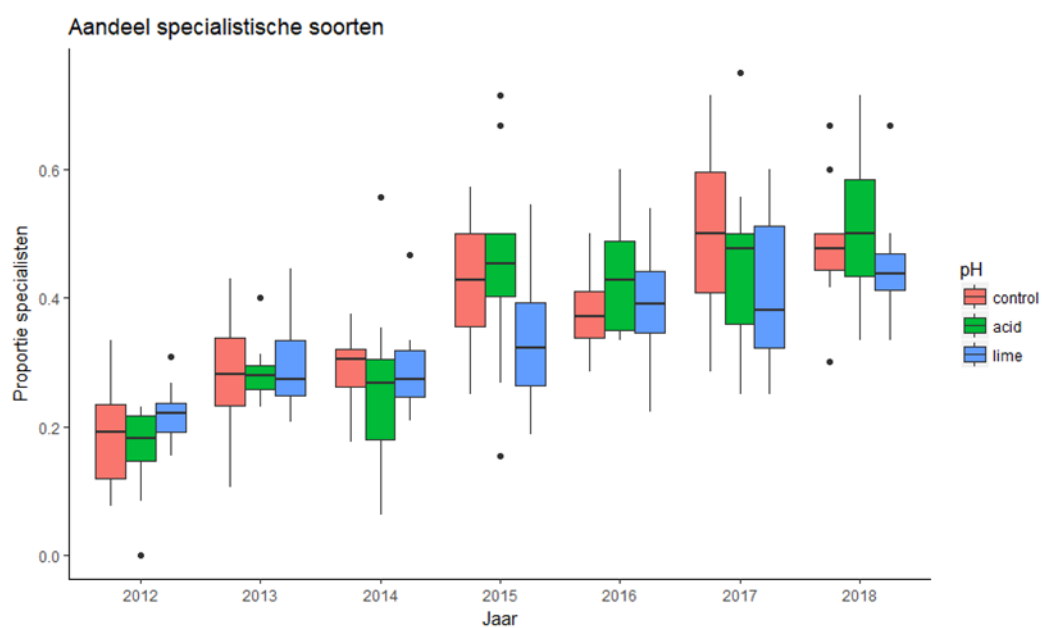 Aandeel specialistische soorten
Proportie specialisten
0.6
0.4
0.2
0.0
2012 2013 2014 2015 2016 2017 2018
Jaar
pH
control
acid
lime